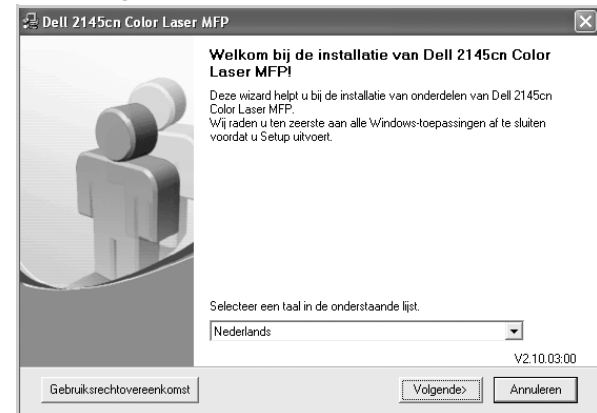 Dell 2145cn Color Laser MFP
Welkom bij de installatie van Dell 2145cn Color
Laser MFP!
Deze wizard helpt u bij de installatie van onderdelen van Dell 2145cn
Color Laser MFP.
Wij raden u ten zeerste aan alle Windows-toepassingen af te sluiten
voordat u Setup uitvoert.
Selecteer een taal in de onderstaande lijst.
Nederlands
V2.10.03:00
Gebruiksrechtovereenkomst
Volgende>
Annuleren